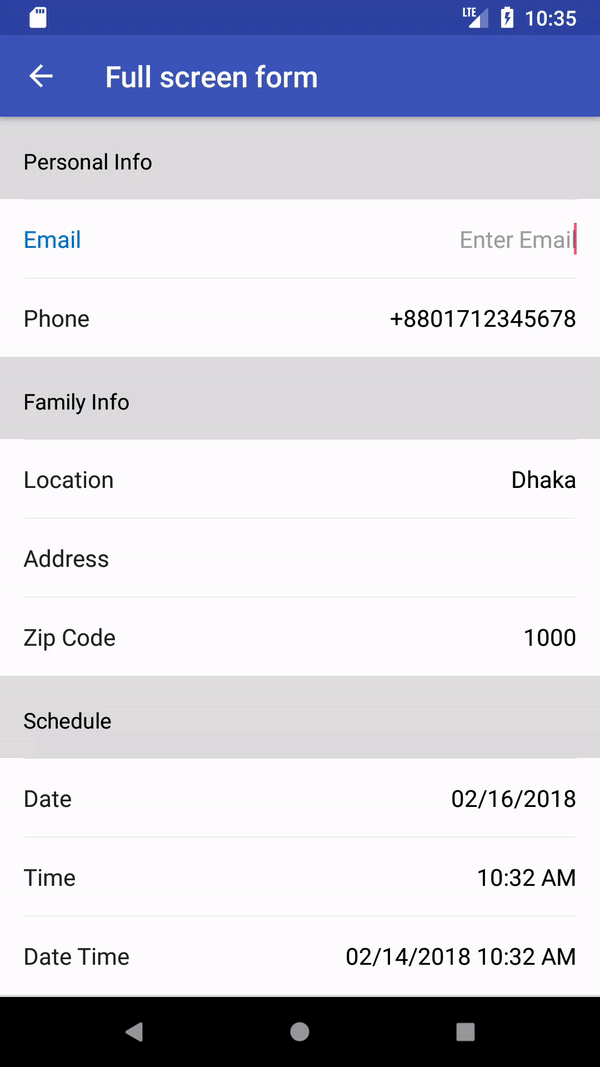 LTE 10:35
Full screen form
Personal Info
Email Enter Email
Phone +8801712345678
Family Info
Location Dhaka
Address
Zip Code 1000
Schedule
Date 02/16/2018
Time 10:32 AM
Date Time 02/14/2018 10:32 AM